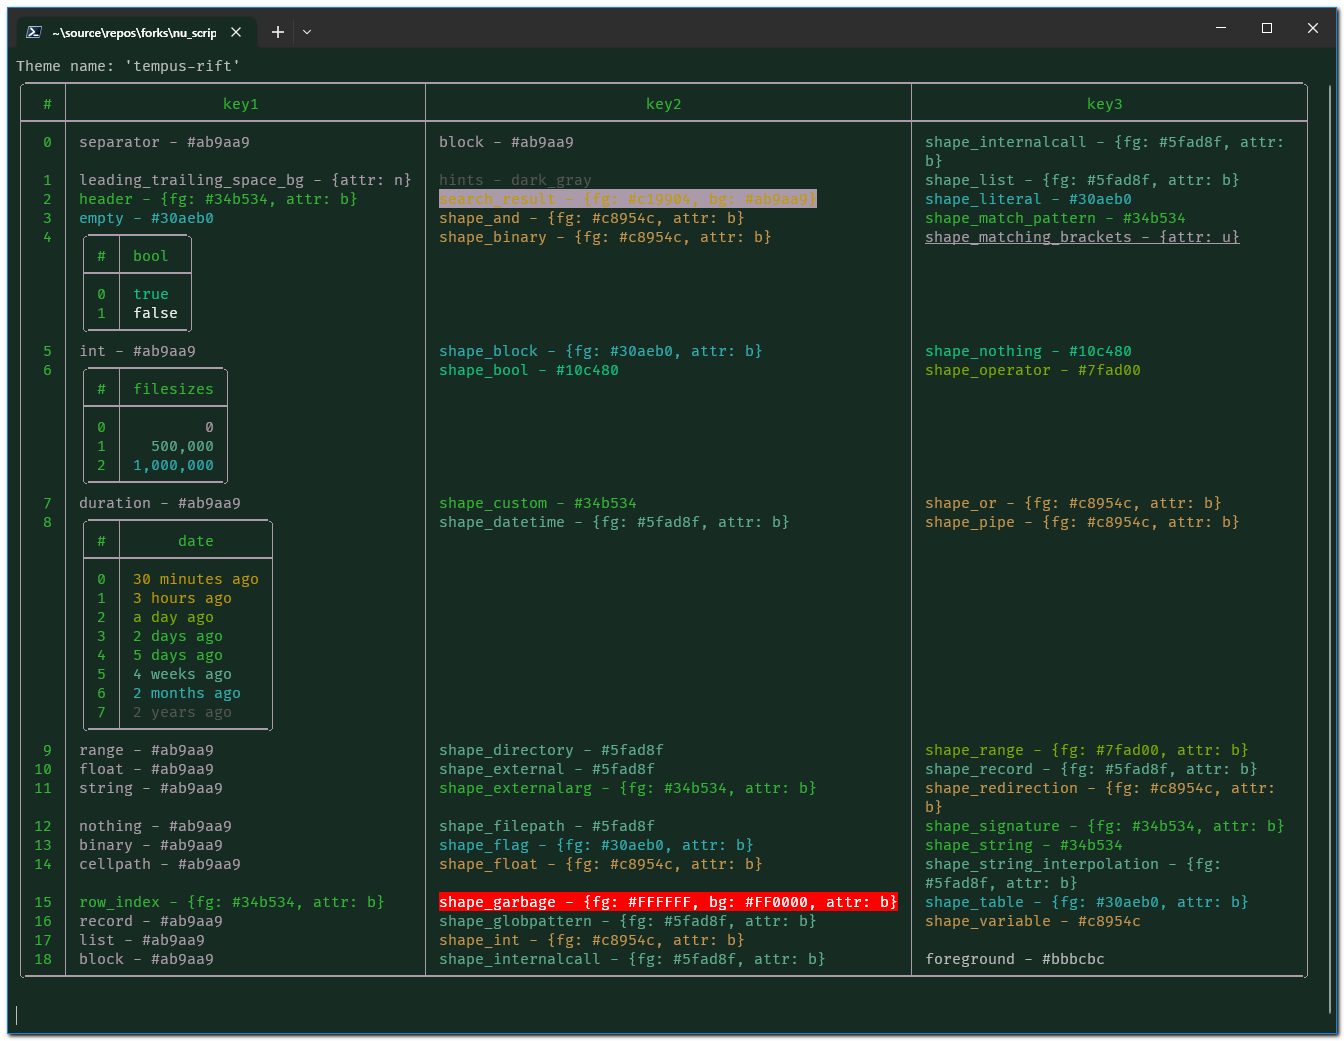 ~\source\repos\forks\nu_scrip
Theme name: 'tempus-rift'
# key1 key2 key3
0 separator - #ab9aa9 block - #ab9aa9 shape_internalcall - {fg: #5fad8f, attr:
b}
1 leading_trailing_space_bg - {attr: n} hints - dark_gray shape_list - {fg: #5fad8f, attr: b}
2 header - {fg: #34b534, attr: b} search_result - {fg: #c19904, bg: #ab9aa9} shape_literal - #30aeb0
3 empty - #30aeb0 shape_and - {fg: #c8954c, attr: b} shape_match_pattern - #34b534
4 shape_binary - {fg: #c8954c, attr: b} shape_matching_brackets - {attr: u}
# bool
0 true
1 false
5 int - #ab9aa9 shape_block - {fg: #30aeb0, attr: b} shape_nothing - #10c480
6 shape_bool - #10c480 shape_operator - #7fad00
# filesizes
0 0
1 500,000
2 1,000,000
7 duration - #ab9aa9 shape_custom - #34b534 shape_or - {fg: #c8954c, attr: b}
8 shape_datetime - {fg: #5fad8f, attr: b} shape_pipe - {fg: #c8954c, attr: b}
# date
0 30 minutes ago
1 3 hours ago
2 a day ago
3 2 days ago
4 5 days ago
5 4 weeks ago
6 2 months ago
7 2 years ago
9 range - #ab9aa9 shape_directory - #5fad8f shape_range - {fg: #7fad00, attr: b}
10 float - #ab9aa9 shape_external - #5fad8f shape_record - {fg: #5fad8f, attr: b}
11 string - #ab9aa9 shape_externalarg - {fg: #34b534, attr: b} shape_redirection - {fg: #c8954c, attr:
b}
12 nothing - #ab9aa9 shape_filepath - #5fad8f shape_signature - {fg: #34b534, attr: b}
13 binary - #ab9aa9 shape_flag - {fg: #30aeb0, attr: b} shape_string - #34b534
14 cellpath - #ab9aa9 shape_float - {fg: #c8954c, attr: b} shape_string_interpolation - {fg:
#5fad8f, attr: b}
15 row_index - {fg: #34b534, attr: b} shape_garbage - {fg: #FFFFFF, bg: #FF0000, attr: b} shape_table - {fg: #30aeb0, attr: b}
16 record - #ab9aa9 shape_globpattern - {fg: #5fad8f, attr: b} shape_variable - #c8954c
17 list - #ab9aa9 shape_int - {fg: #c8954c, attr: b}
18 block - #ab9aa9 shape_internalcall - {fg: #5fad8f, attr: b} foreground - #bbbcbc